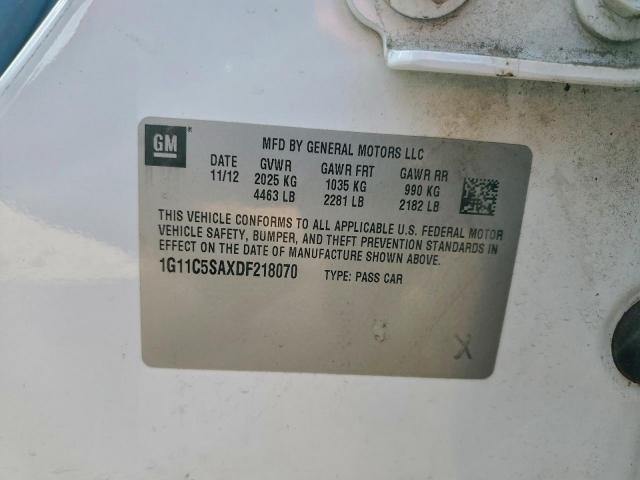 GM
MFD BY GENERAL MOTORS LLC
DATE GVWR GAWR FRT GAWR RR
11/12 2025 KG 1035 KG 990 KG
4463 LB 2281 LB 2182 LB
THIS VEHICLE CONFORMS TO ALL APPLICABLE U.S. FEDERAL MOTOR
VEHICLE SAFETY, BUMPER, AND THEFT PREVENTION STANDARDS IN
EFFECT ON THE DATE OF MANUFACTURE SHOWN ABOVE.
1G11C5SAXDF218070 TYPE: PASS CAR
X